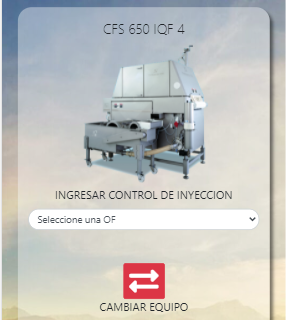 CFS 650 IQF 4
INGRESAR CONTROL DE INYECCION
Seleccione una OF
CAMBIAR EQUIPO